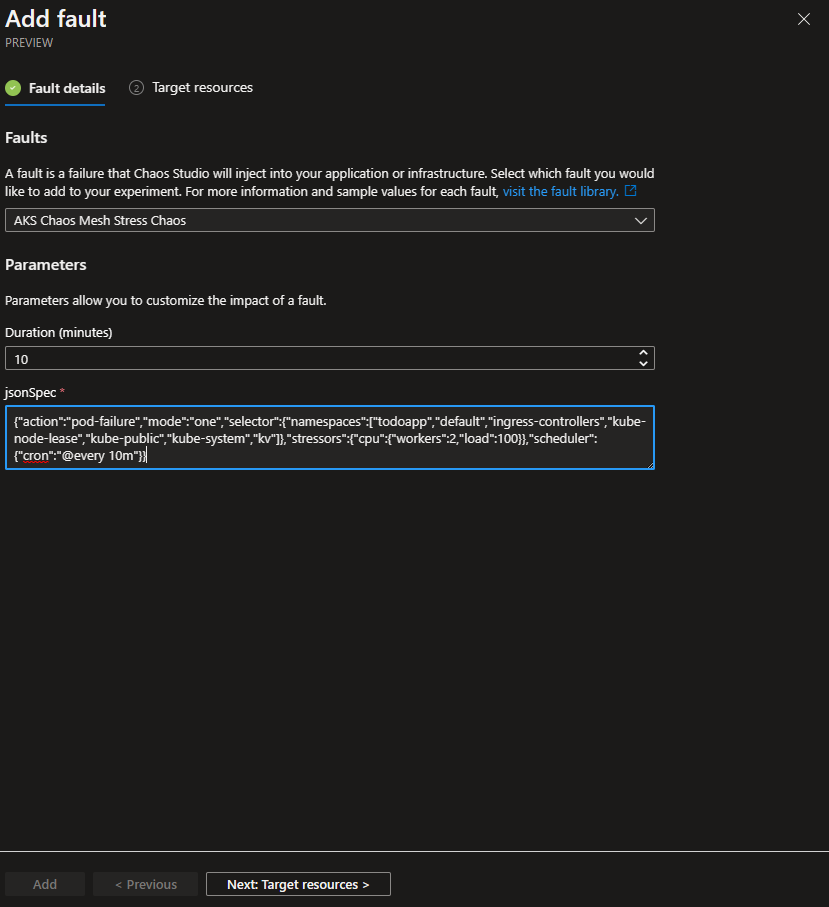 Add fault
PREVIEW
Fault details
2 Target resources
Faults
A fault is a failure that Chaos Studio will inject into your application or infrastructure. Select which fault you would
like to add to your experiment. For more information and sample values for each fault, visit the fault library.
AKS Chaos Mesh Stress Chaos
Parameters
Parameters allow you to customize the impact of a fault.
Duration (minutes)
10
jsonSpec *
{"action":"pod-failure","mode":"one","selector":{"namespaces":["todoapp","default","ingress-controllers","kube-
node-lease","kube-public","kube-system","kv"]},"stressors":{"cpu":{"workers":2,"load":100}},"scheduler":
{"cron":"@every 10m"}}
Add
< Previous
Next: Target resources >